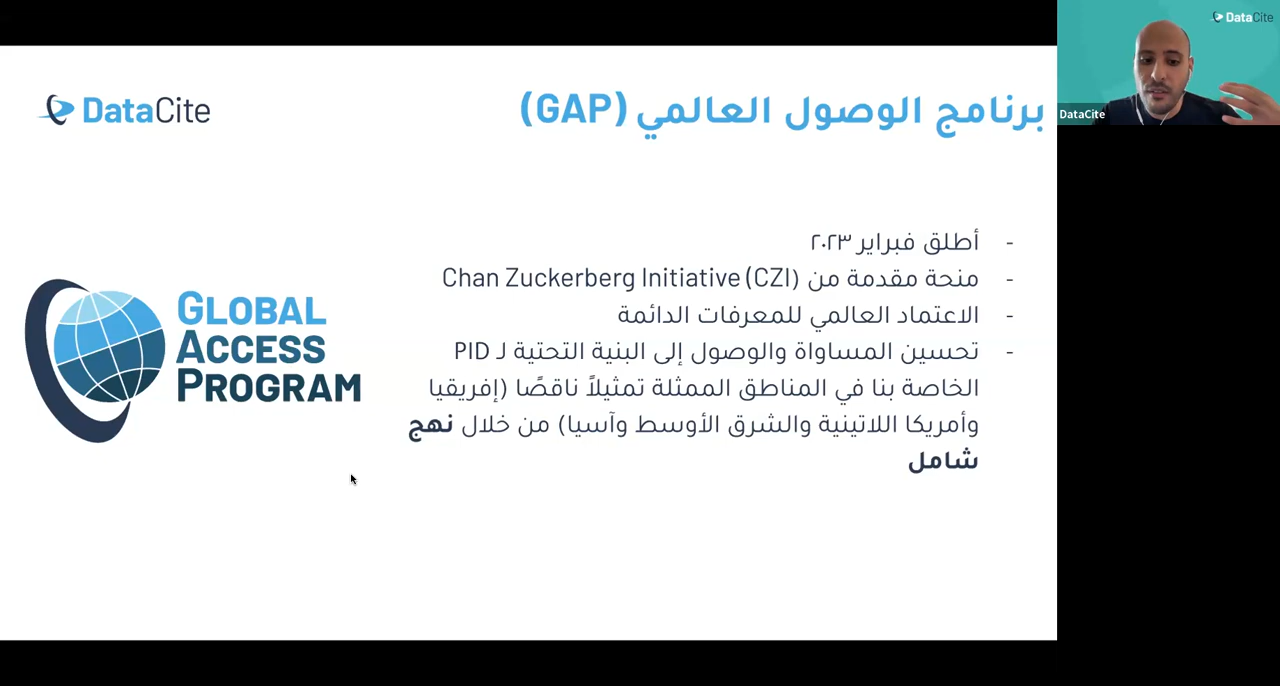 برنامج الوصول العالمي (GAP)
DataCite
- أطلق فبراير ٢٠٢٣
- منحة مقدمة من Chan Zuckerberg Initiative (CZI)
- الاعتماد العالمي للمعرفات الدائمة
- تحسين المساواة والوصول إلى البنية التحتية لـ PID
الخاصة بنا في المناطق الممثلة تمثيلاً ناقصًا (إفريقيا
وأمريكا اللاتينية والشرق الأوسط وآسيا) من خلال نهج
شامل
GLOBAL
ACCESS
PROGRAM
DataCite
DataCite